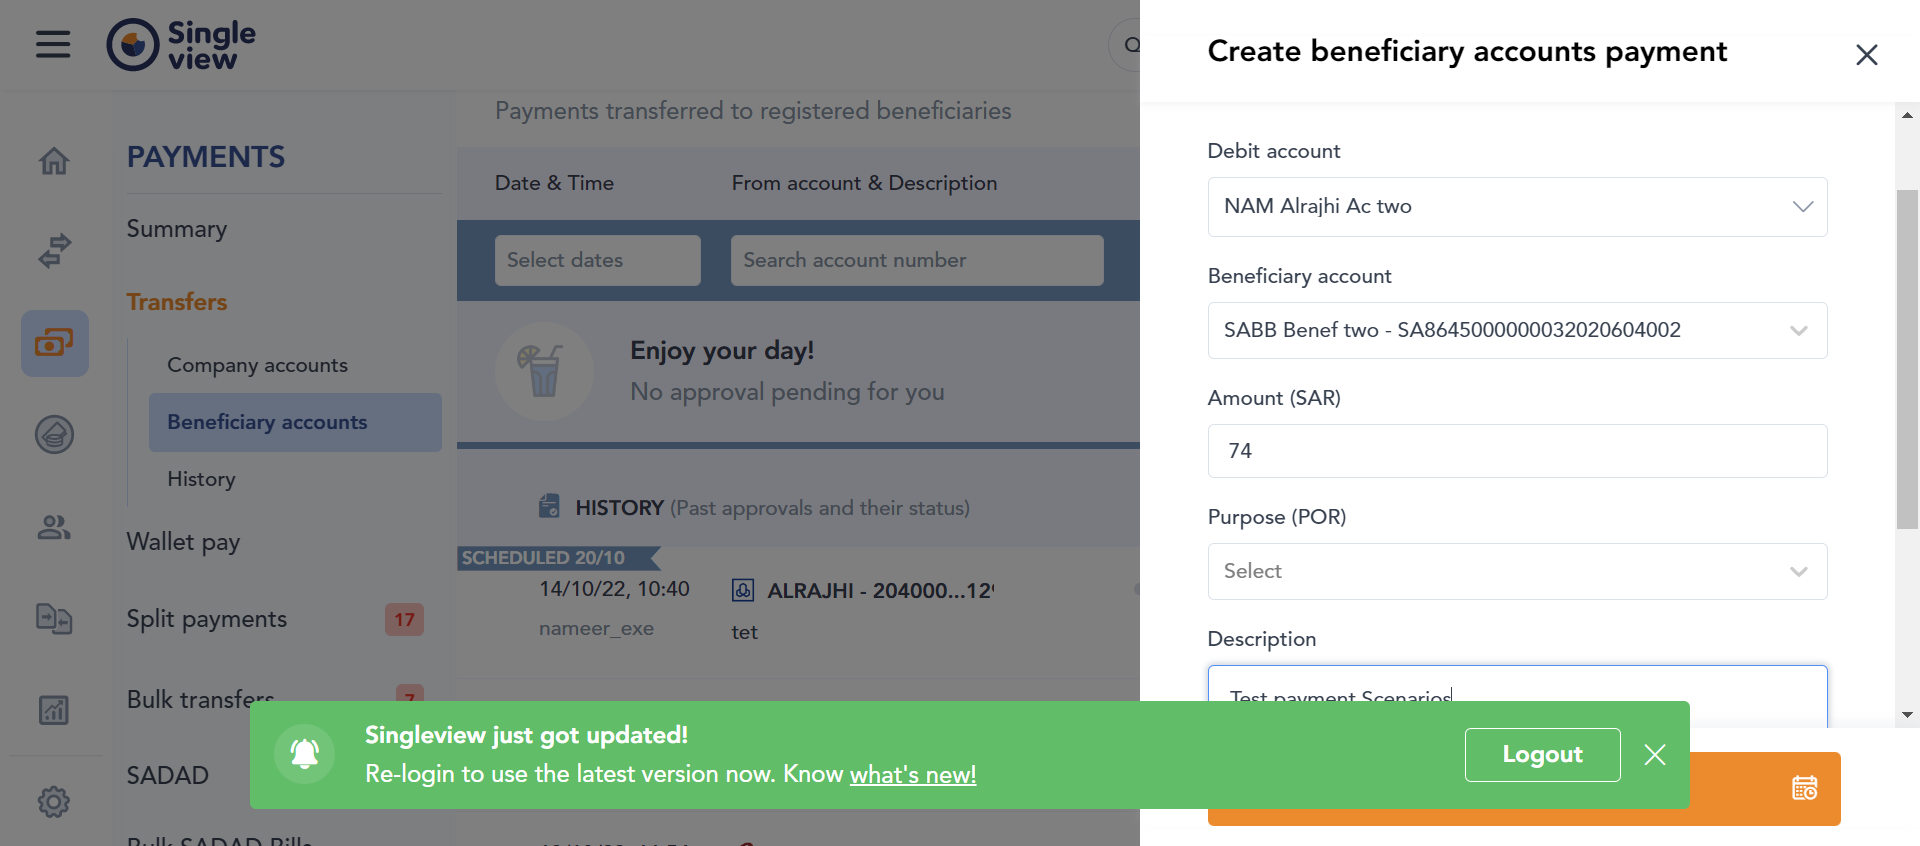 Single
view
Create beneficiary accounts payment
PAYMENTS
Summary
Transfers
Company accounts
Beneficiary accounts
History
Wallet pay
Split payments 17
Bulk transfers 7
SADAD
Bulk SADAD Bills
Payments transferred to registered beneficiaries
Date & Time From account & Description
Select dates Search account number
Enjoy your day!
No approval pending for you
HISTORY (Past approvals and their status)
SCHEDULED 20/10
14/10/22, 10:40 ALRAJHI - 204000...12
nameer_exe tet
Debit account
NAM Alrajhi Ac two
Beneficiary account
SABB Benef two - SA8645000000032020604002
Amount (SAR)
74
Purpose (POR)
Select
Description
Test payment Scenarios
Singleview just got updated!
Re-login to use the latest version now. Know what's new!
Logout